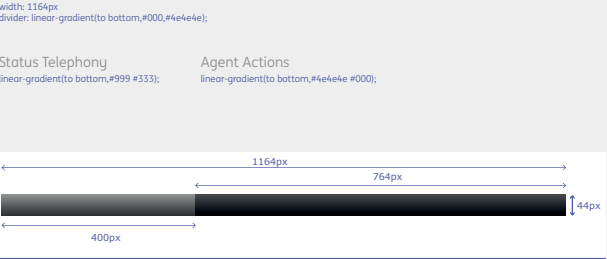 width: 1164px
divider: linear-gradient(to bottom,#000,#4e4e4e);
Status Telephony
linear-gradient(to bottom,#999 #333);
Agent Actions
linear-gradient(to bottom,#4e4e4e #000);
1164px
764px
44px
400px